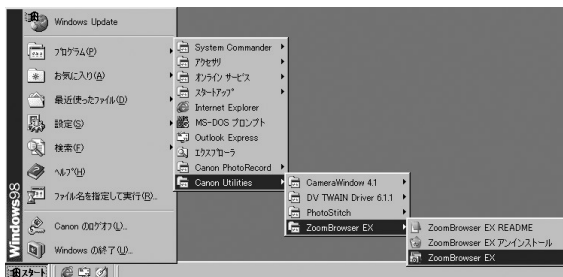 Windows Update
プログラム(P)
お気に入り(A)
最近使ったファイル(D)
設定(S)
検索(E)
ヘルプ(H)
ファイル名を指定して実行(R)...
Canon のログオフ(L)...
Windows の終了(U)...
Windows98
スタート
System Commander
アクセサリ
オンライン サービス
スタートアップ
Internet Explorer
MS-DOS プロンプト
Outlook Express
エクスプローラ
Canon PhotoRecord
Canon Utilities
CameraWindow 4.1
DV TWAIN Driver 6.1.1
PhotoStitch
ZoomBrowser EX
ZoomBrowser EX README
ZoomBrowser EX アンインストール
ZoomBrowser EX